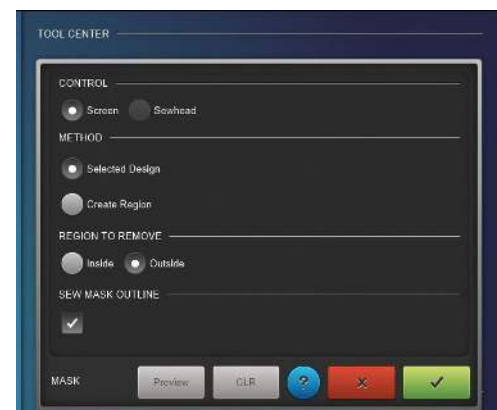 TOOL CENTER
CONTROL
Screen Sewhead
METHOD
Selected Design
Create Region
REGION TO REMOVE
Inside Outside
SEW MASK OUTLINE
MASK Preview CLR ? X